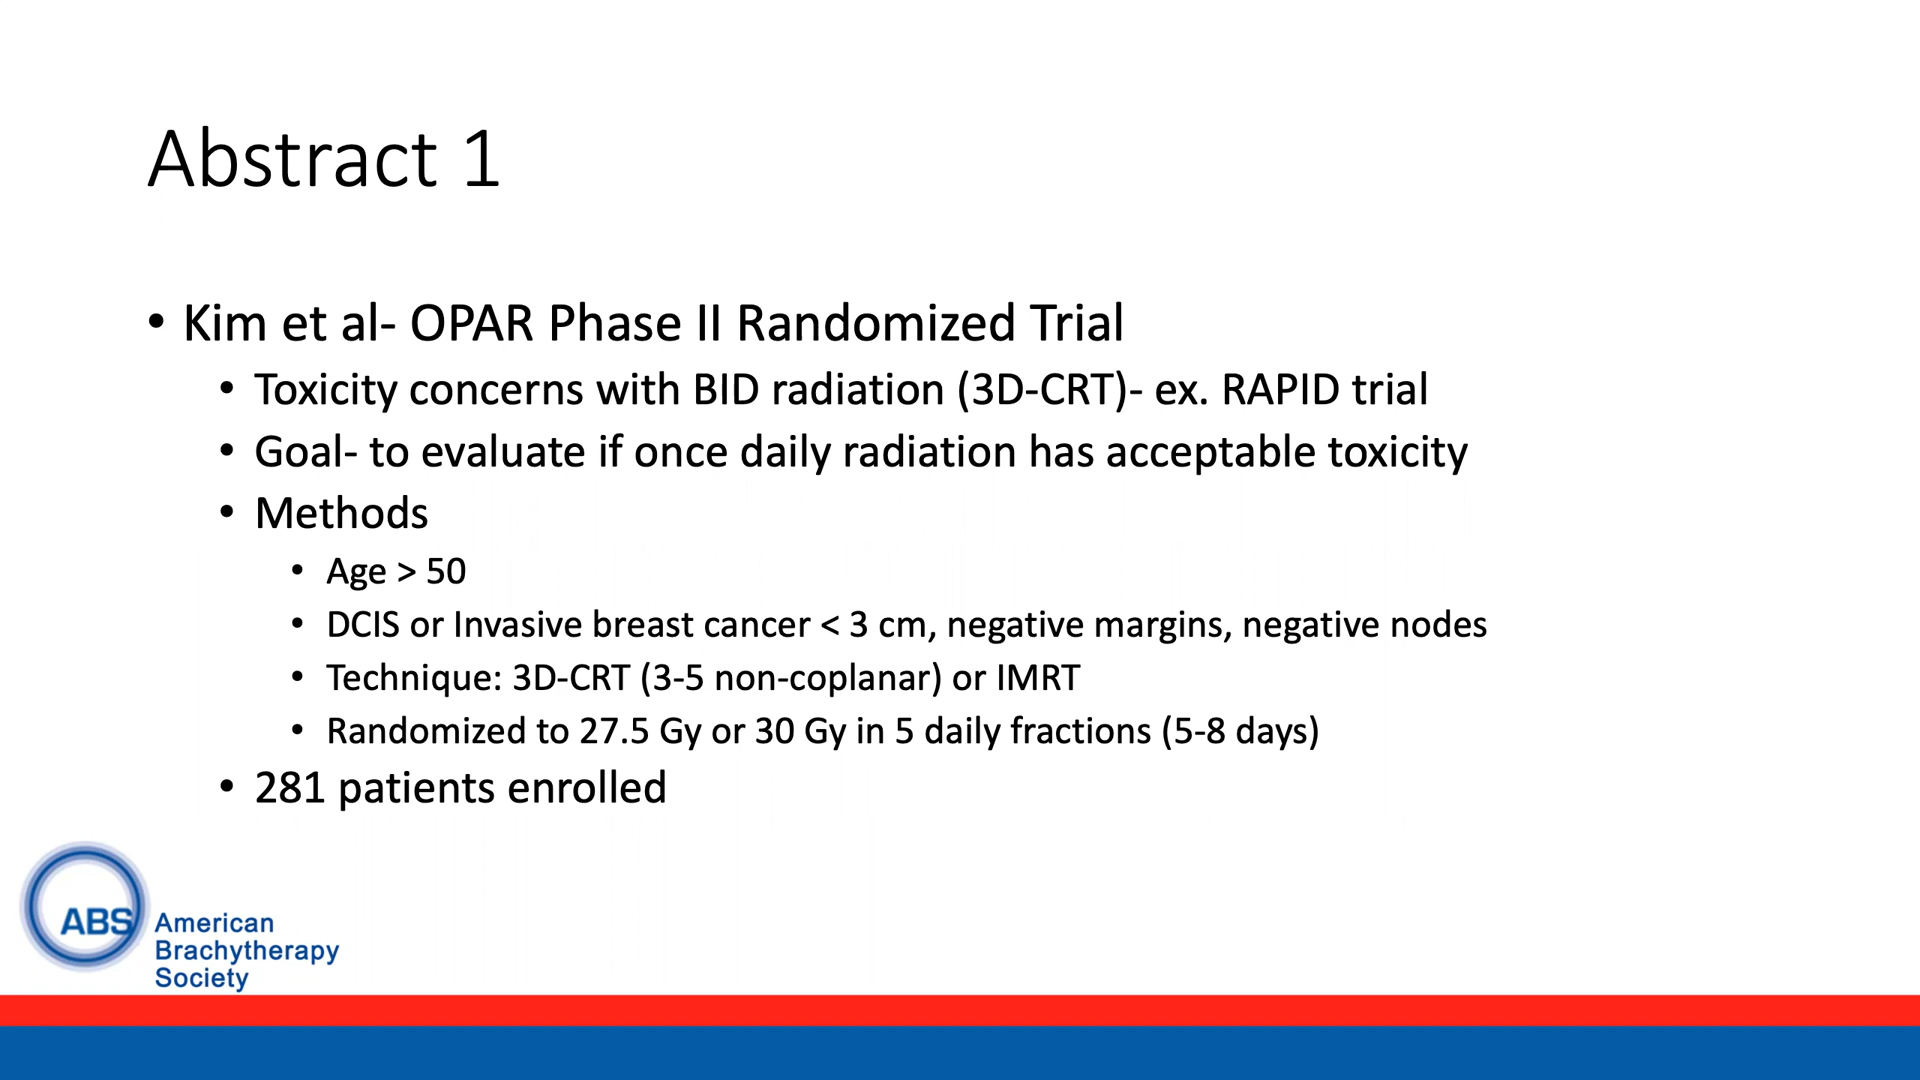 Abstract 1
• Kim et al- OPAR Phase II Randomized Trial
• Toxicity concerns with BID radiation (3D-CRT)- ex. RAPID trial
• Goal- to evaluate if once daily radiation has acceptable toxicity
• Methods
• Age > 50
• DCIS or Invasive breast cancer < 3 cm, negative margins, negative nodes
• Technique: 3D-CRT (3-5 non-coplanar) or IMRT
• Randomized to 27.5 Gy or 30 Gy in 5 daily fractions (5-8 days)
• 281 patients enrolled
ABS
American
Brachytherapy
Society